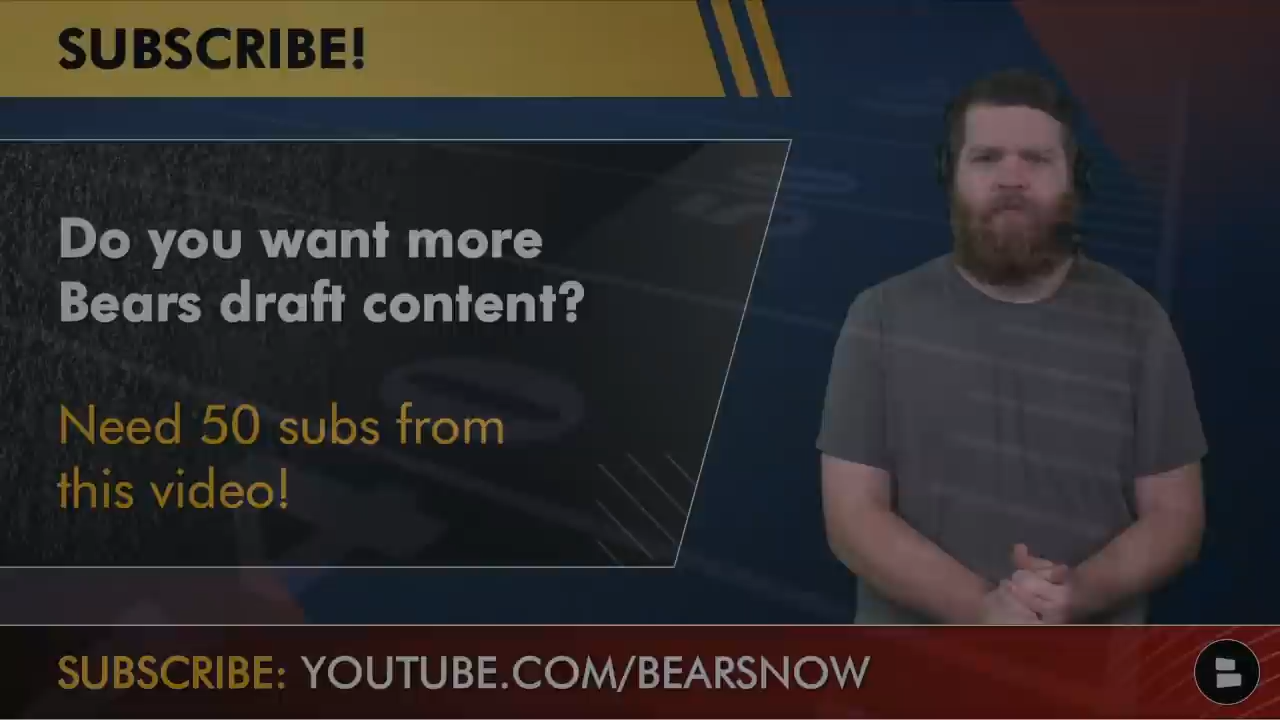 SUBSCRIBE!
Do you want more
Bears draft content?
Need 50 subs from
this video!
SUBSCRIBE: YOUTUBE.COM/BEARSNOW